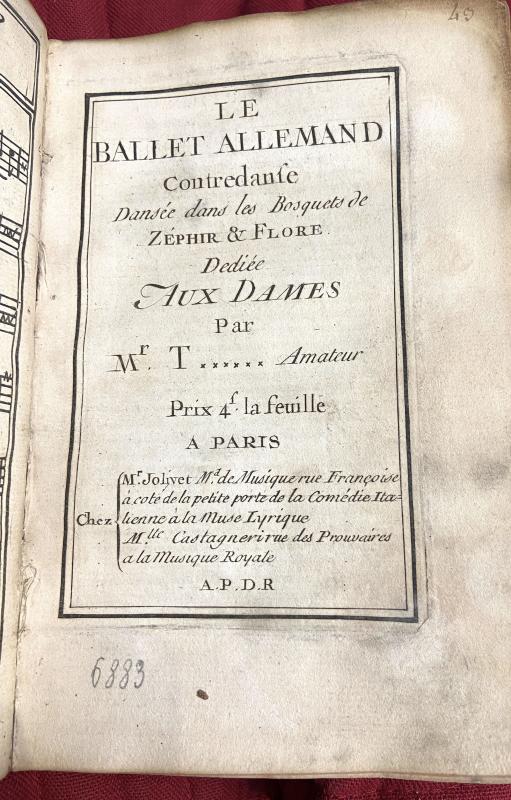 43
LE
BALLET ALLEMAND
Contredanſe
Dansée dans les Bosquets de
ZÉPHIR & FLORE
Dediée
AUX DAMES
Par
Mr. T...... Amateur
Prix 4ſ. la feuille
A PARIS
Mr. Jolivet Md. de Musique rue Françoise
à coté de la petite porte de la Comédie Ita=
Chez lienne à la Muse Lyrique
Mlle. Castagneri rue des Prouvaires
a la Musique Royale
A.P.D.R
6883